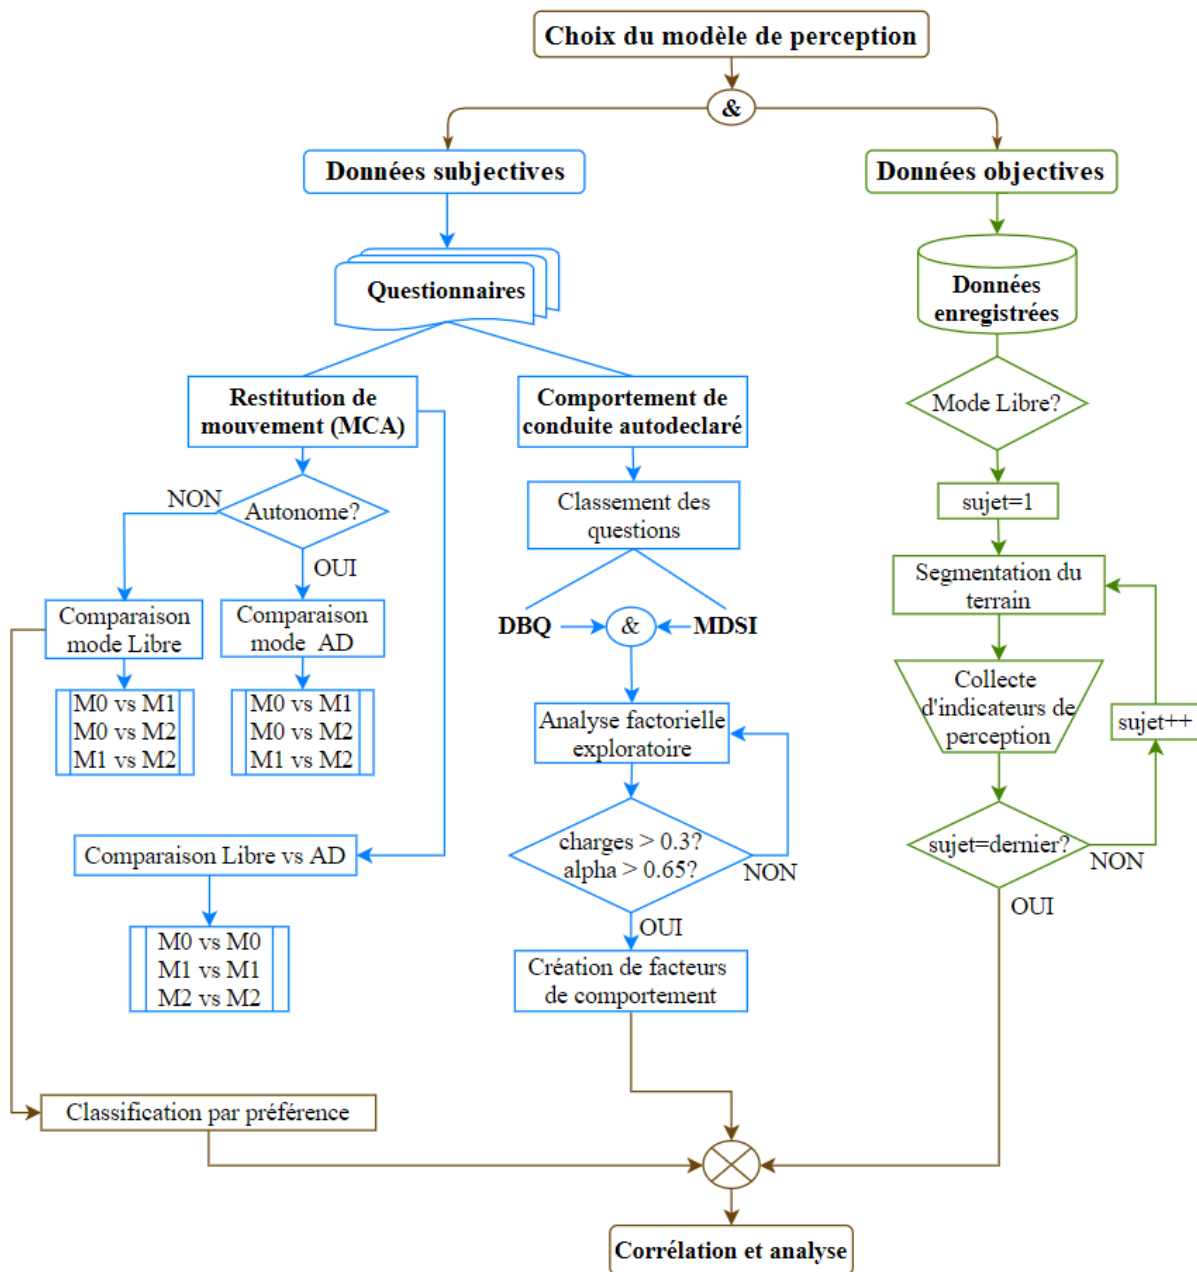 Choix du modèle de perception
&
Données subjectives
Données objectives
Questionnaires
Données
enregistrées
Restitution de
mouvement (MCA)
Comportement de
conduite autodeclaré
Mode Libre?
NON
Autonome?
OUI
Classement des
questions
sujet=1
Segmentation du
terrain
Comparaison
mode Libre
Comparaison
mode AD
DBQ
&
MDSI
M0 vs M1
M0 vs M2
M1 vs M2
M0 vs M1
M0 vs M2
M1 vs M2
Analyse factorielle
exploratoire
Collecte
d'indicateurs de
perception
sujet++
Comparaison Libre vs AD
charges > 0.3?
alpha > 0.65?
NON
sujet=dernier?
NON
OUI
OUI
M0 vs M0
M1 vs M1
M2 vs M2
Création de facteurs
de comportement
Classification par préférence
Corrélation et analyse